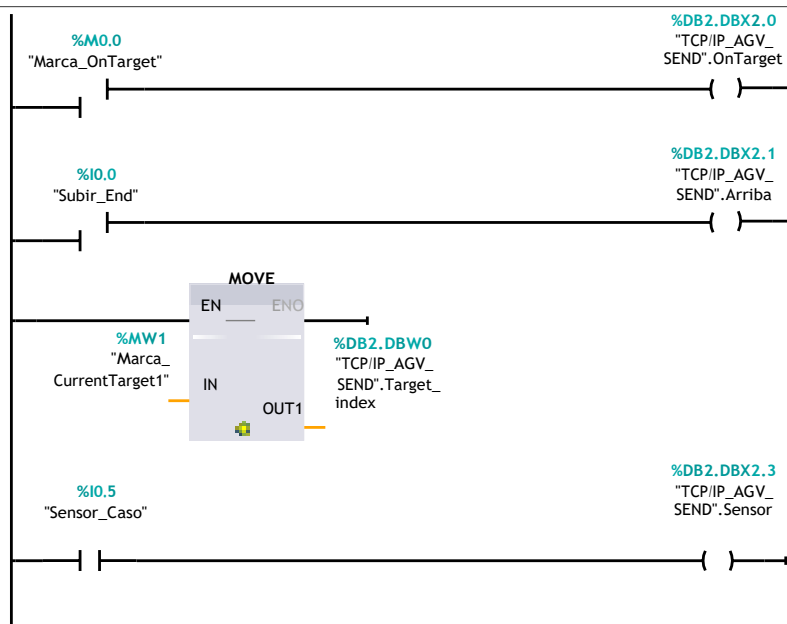 %M0.0
"Marca_OnTarget"
%DB2.DBX2.0
"TCP/IP_AGV_
SEND".OnTarget
%I0.0
"Subir_End"
%DB2.DBX2.1
"TCP/IP_AGV_
SEND".Arriba
MOVE
EN
ENO
%MW1
"Marca_
CurrentTarget1"
IN
OUT1
%DB2.DBW0
"TCP/IP_AGV_
SEND".Target_
index
%I0.5
"Sensor_Caso"
%DB2.DBX2.3
"TCP/IP_AGV_
SEND".Sensor